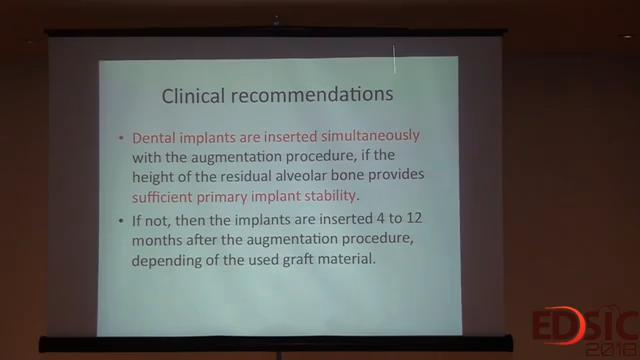 Clinical recommendations
• Dental implants are inserted simultaneously
with the augmentation procedure, if the
height of the residual alveolar bone provides
sufficient primary implant stability.
• If not, then the implants are inserted 4 to 12
months after the augmentation procedure,
depending of the used graft material.
EDSIC
2018